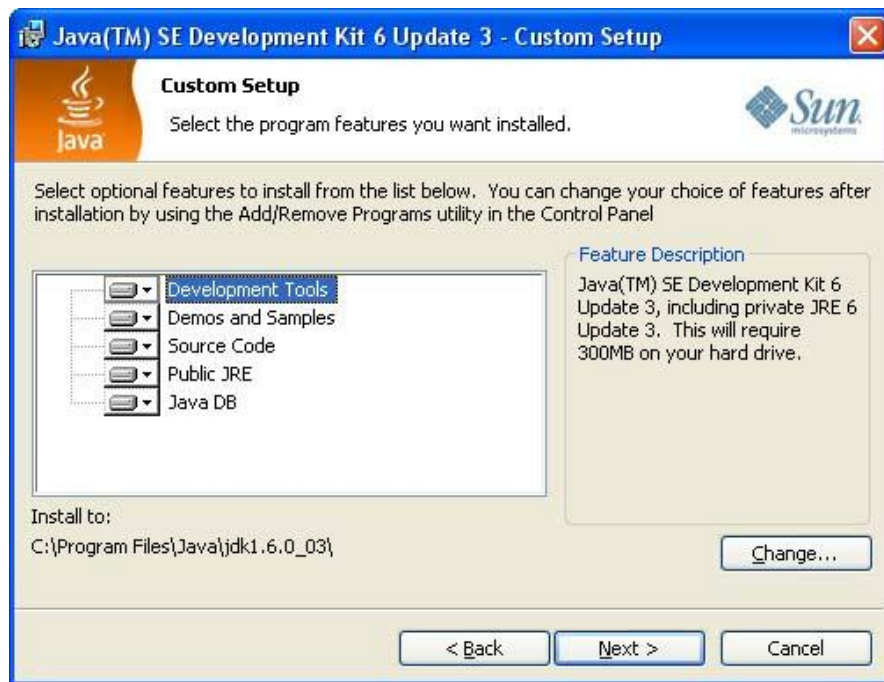 Java(TM) SE Development Kit 6 Update 3 - Custom Setup
Java
Custom Setup
Select the program features you want installed.
Sun
microsystems
Select optional features to install from the list below. You can change your choice of features after
installation by using the Add/Remove Programs utility in the Control Panel
Development Tools
Demos and Samples
Source Code
Public JRE
Java DB
Feature Description
Java(TM) SE Development Kit 6
Update 3, including private JRE 6
Update 3. This will require
300MB on your hard drive.
Install to:
C:\Program Files\Java\jdk1.6.0_03\
Change...
< Back
Next >
Cancel